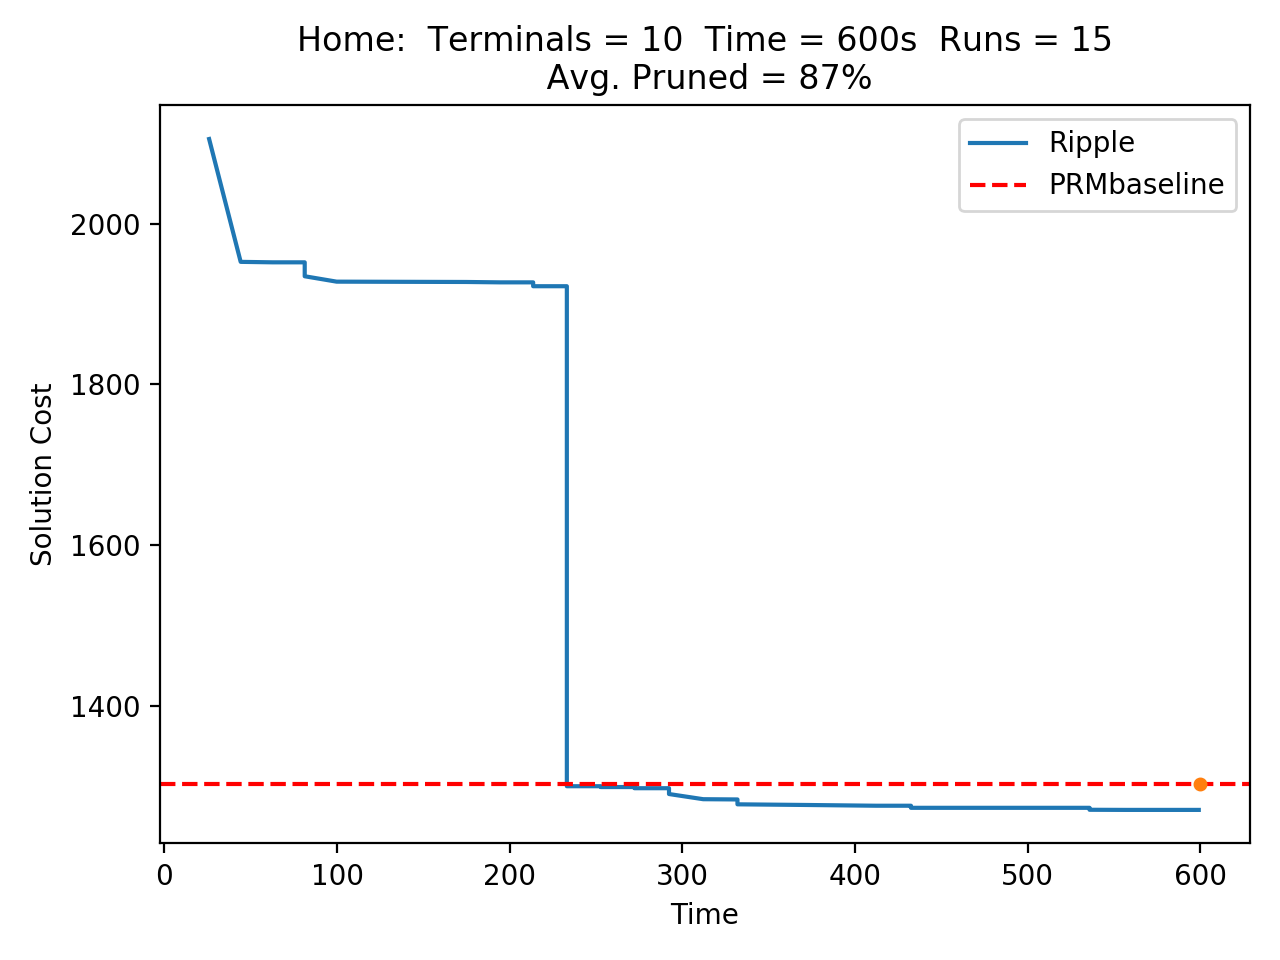 Home:  Terminals = 10  Time = 600s  Runs = 15
Avg. Pruned = 87%
Ripple
PRMbaseline
Solution Cost
2000
1800
1600
1400
0 100 200 300 400 500 600
Time